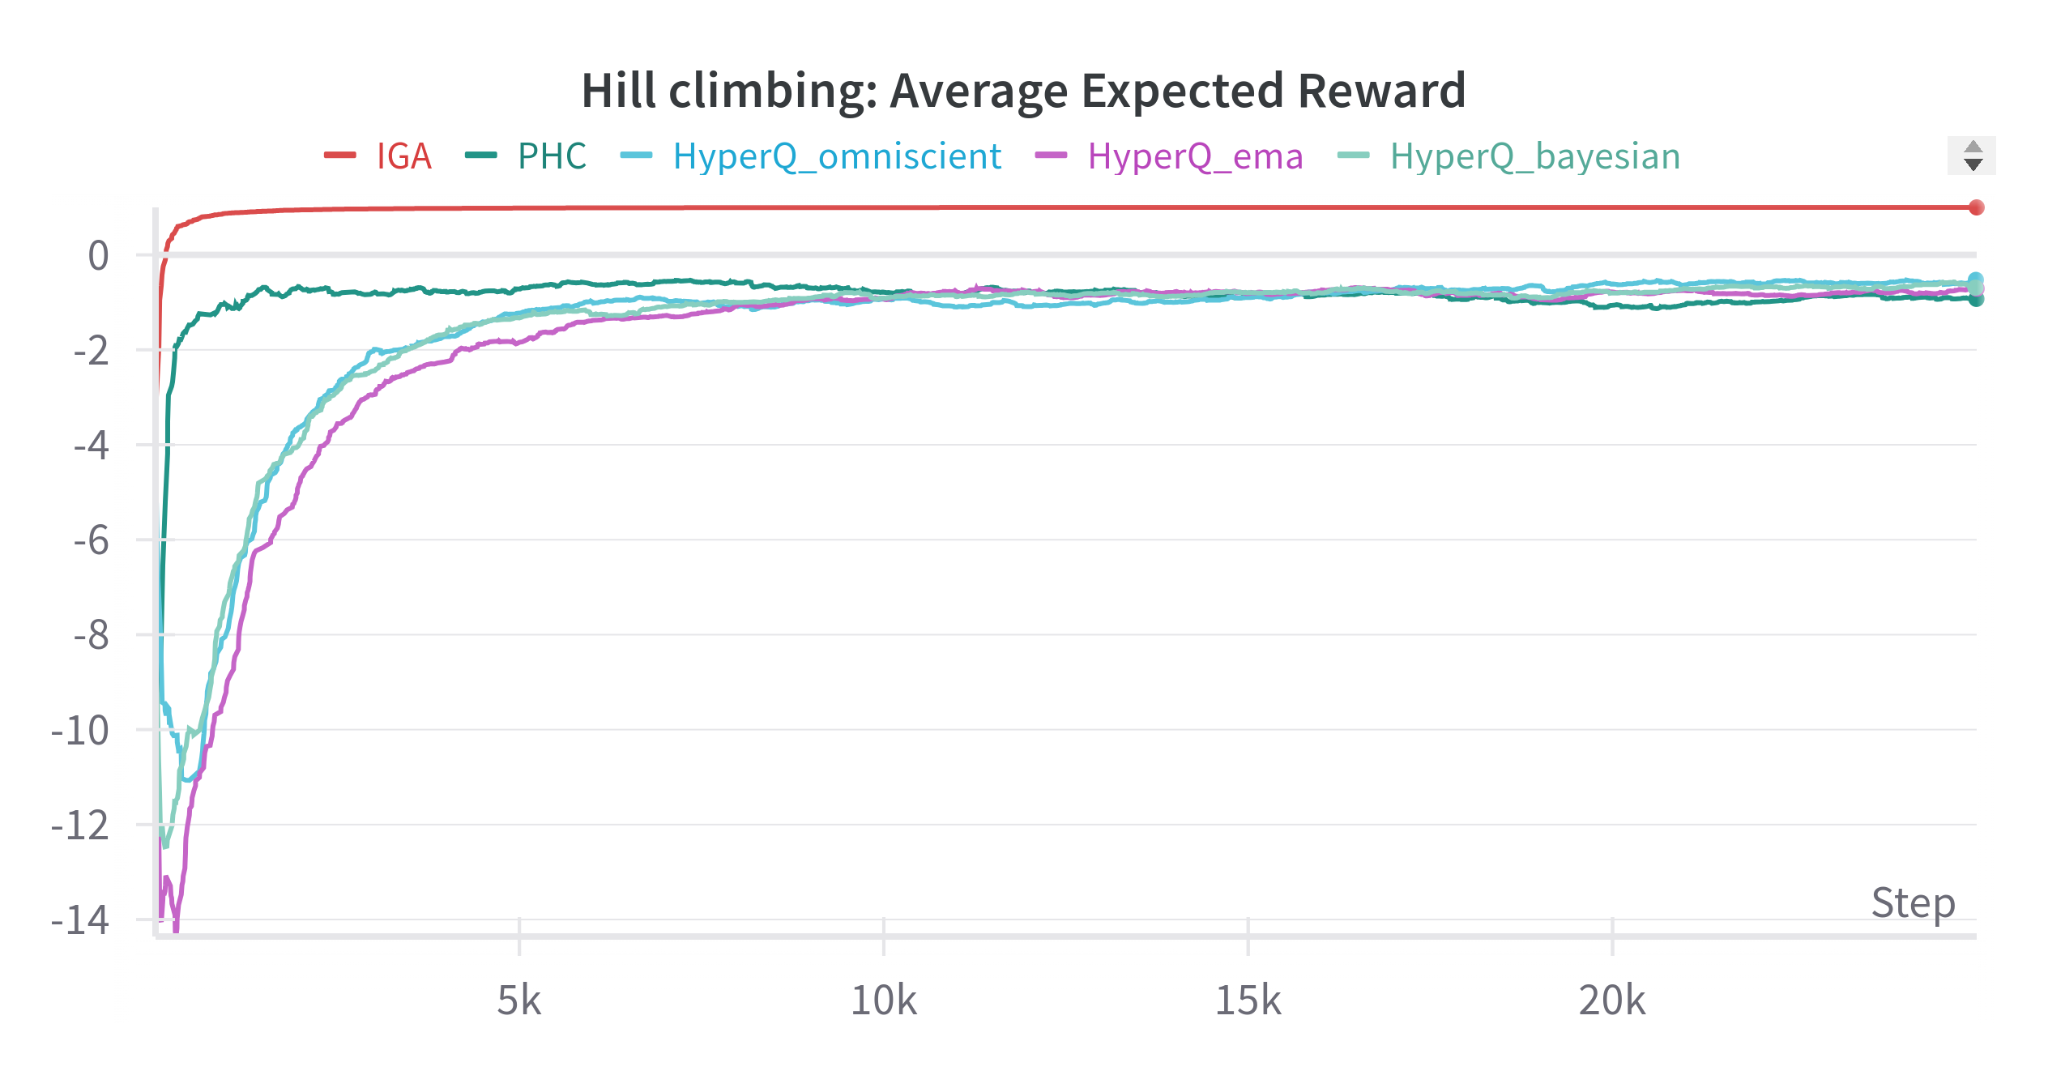 Hill climbing: Average Expected Reward
IGA PHC HyperQ_omniscient HyperQ_ema HyperQ_bayesian
0
-2
-4
-6
-8
-10
-12
-14
Step
5k 10k 15k 20k